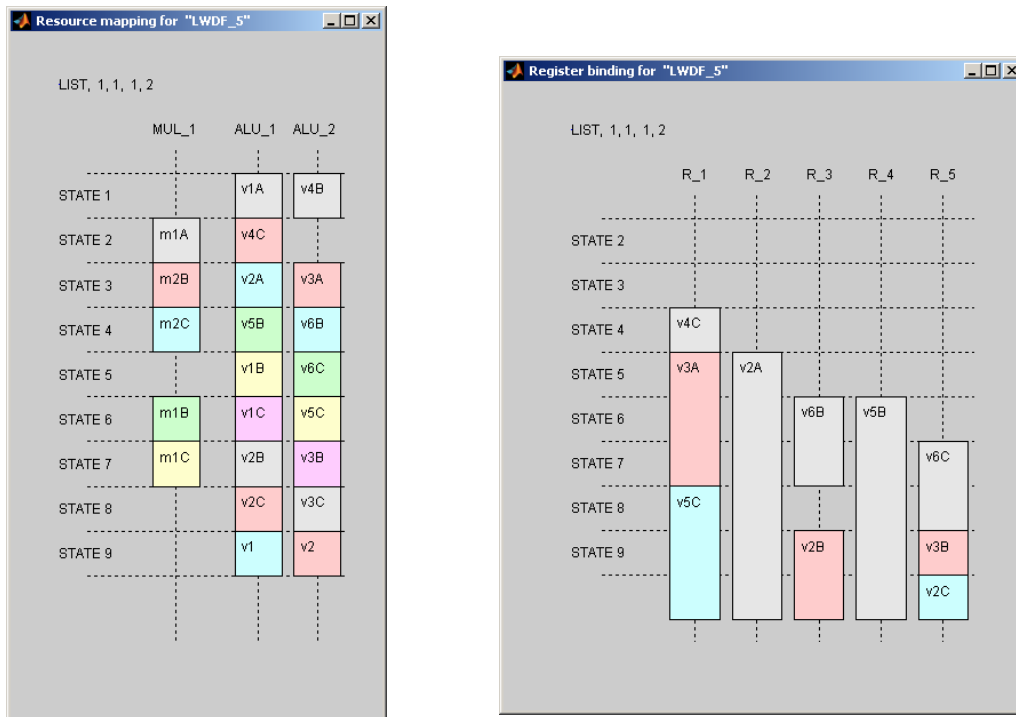 Resource mapping for "LWDF_5"
LIST, 1, 1, 1, 2
MUL_1 ALU_1 ALU_2
STATE 1 v1A v4B
STATE 2 m1A v4C
STATE 3 m2B v2A v3A
STATE 4 m2C v5B v6B
STATE 5 v1B v6C
STATE 6 m1B v1C v5C
STATE 7 m1C v2B v3B
STATE 8 v2C v3C
STATE 9 v1 v2
Register binding for "LWDF_5"
LIST, 1, 1, 1, 2
R_1 R_2 R_3 R_4 R_5
STATE 2
STATE 3
STATE 4 v4C
STATE 5 v3A v2A
STATE 6 v6B v5B
STATE 7 v6C
STATE 8 v5C
STATE 9 v2B v3B
v2C